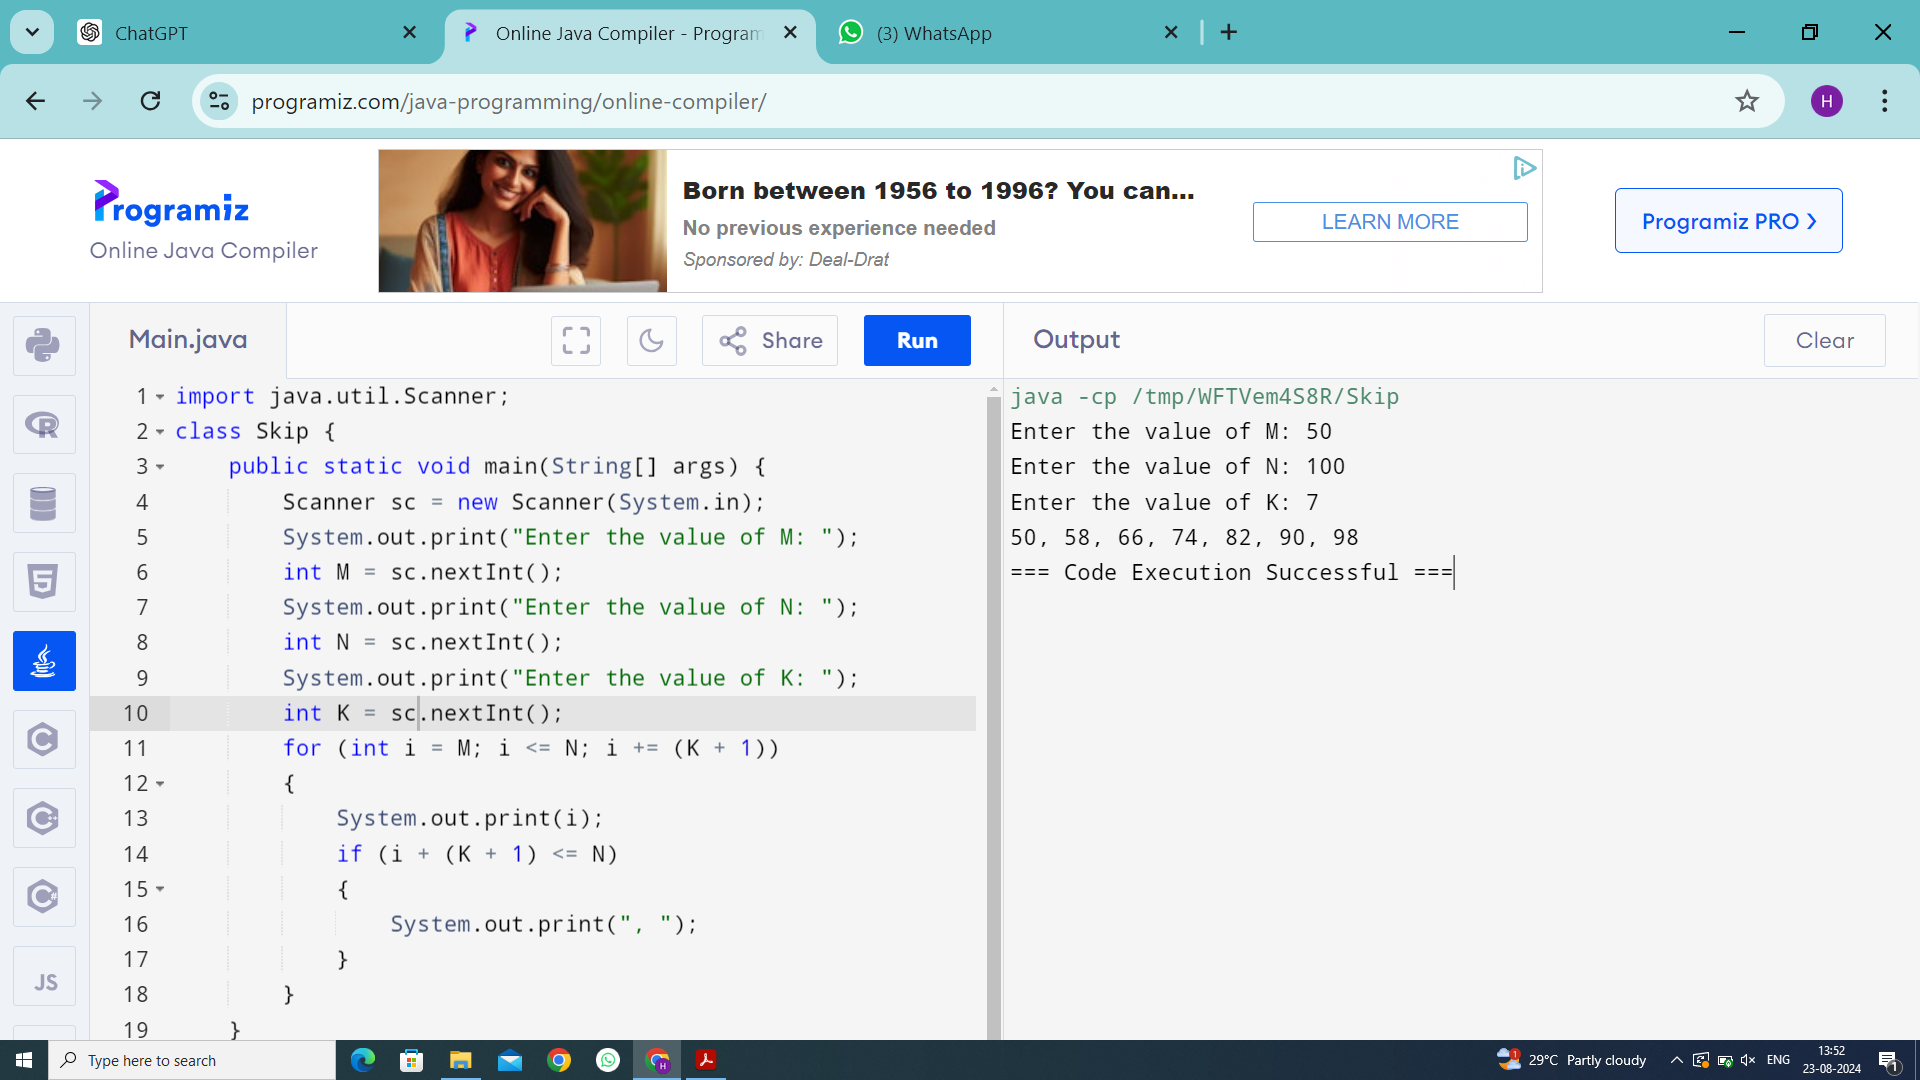 ChatGPT
Online Java Compiler - Program
(3) WhatsApp
programiz.com/java-programming/online-compiler/
H
Programiz
Online Java Compiler
Born between 1956 to 1996? You can...
No previous experience needed
Sponsored by: Deal-Drat
LEARN MORE
Programiz PRO ›
Main.java
Share
Run
Output
Clear
1 import java.util.Scanner;
2 class Skip {
3     public static void main(String[] args) {
4         Scanner sc = new Scanner(System.in);
5         System.out.print("Enter the value of M: ");
6         int M = sc.nextInt();
7         System.out.print("Enter the value of N: ");
8         int N = sc.nextInt();
9         System.out.print("Enter the value of K: ");
10         int K = sc.nextInt();
11         for (int i = M; i <= N; i += (K + 1))
12         {
13             System.out.print(i);
14             if (i + (K + 1) <= N)
15             {
16                 System.out.print(", ");
17             }
18         }
19     }
java -cp /tmp/WFTVem4S8R/Skip
Enter the value of M: 50
Enter the value of N: 100
Enter the value of K: 7
50, 58, 66, 74, 82, 90, 98
=== Code Execution Successful ===
R
5
C
C++
C#
JS
Type here to search
H
1
29°C Partly cloudy
ENG
13:52
23-08-2024
1